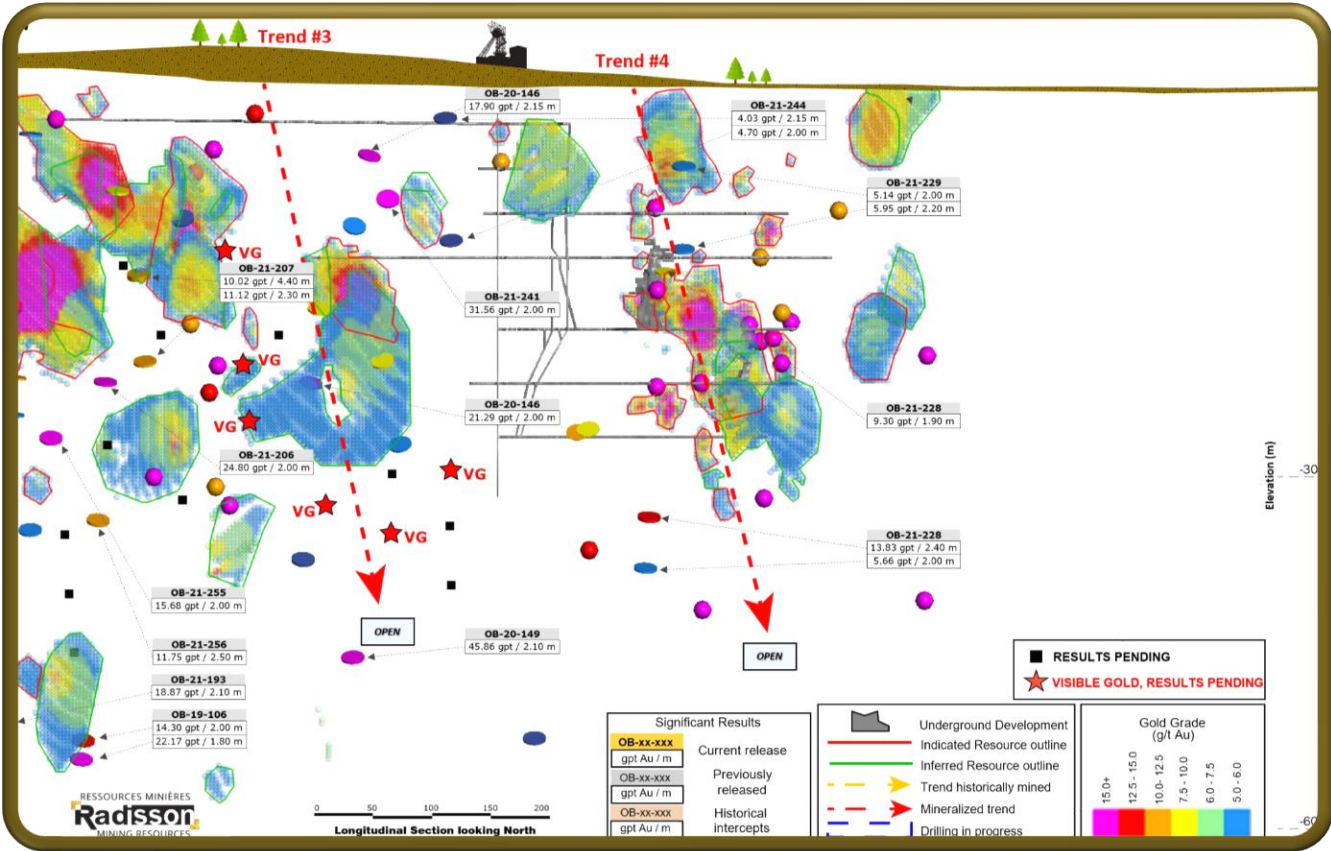 Trend #3
Trend #4
OB-20-146
17.90 gpt / 2.15 m
OB-21-244
4.03 gpt / 2.15 m
4.70 gpt / 2.00 m
OB-21-229
5.14 gpt / 2.00 m
5.95 gpt / 2.20 m
VG
OB-21-207
10.02 gpt / 4.40 m
11.12 gpt / 2.30 m
OB-21-241
31.56 gpt / 2.00 m
VG
OB-20-146
21.29 gpt / 2.00 m
OB-21-228
9.30 gpt / 1.90 m
VG
OB-21-206
24.80 gpt / 2.00 m
VG
VG
VG
Elevation (m)
-30
OB-21-228
13.83 gpt / 2.40 m
5.66 gpt / 2.00 m
OB-21-255
15.68 gpt / 2.00 m
OPEN
OB-20-149
45.86 gpt / 2.10 m
OPEN
OB-21-256
11.75 gpt / 2.50 m
OB-21-193
18.87 gpt / 2.10 m
OB-19-106
14.30 gpt / 2.00 m
22.17 gpt / 1.80 m
RESULTS PENDING
VISIBLE GOLD, RESULTS PENDING
RESSOURCES MINIÈRES
Radisson
MINING RESOURCES
0 50 100 150 200
Longitudinal Section looking North
Significant Results
OB-xx-xxx
gpt Au / m
Current release
OB-xx-xxx
gpt Au / m
Previously
released
OB-xx-xxx
gpt Au / m
Historical
intercepts
Underground Development
Indicated Resource outline
Inferred Resource outline
Trend historically mined
Mineralized trend
Drilling in progress
Gold Grade
(g/t Au)
15.0+
12.5 - 15.0
10.0- 12.5
7.5 - 10.0
6.0 - 7.5
5.0 - 6.0
-60